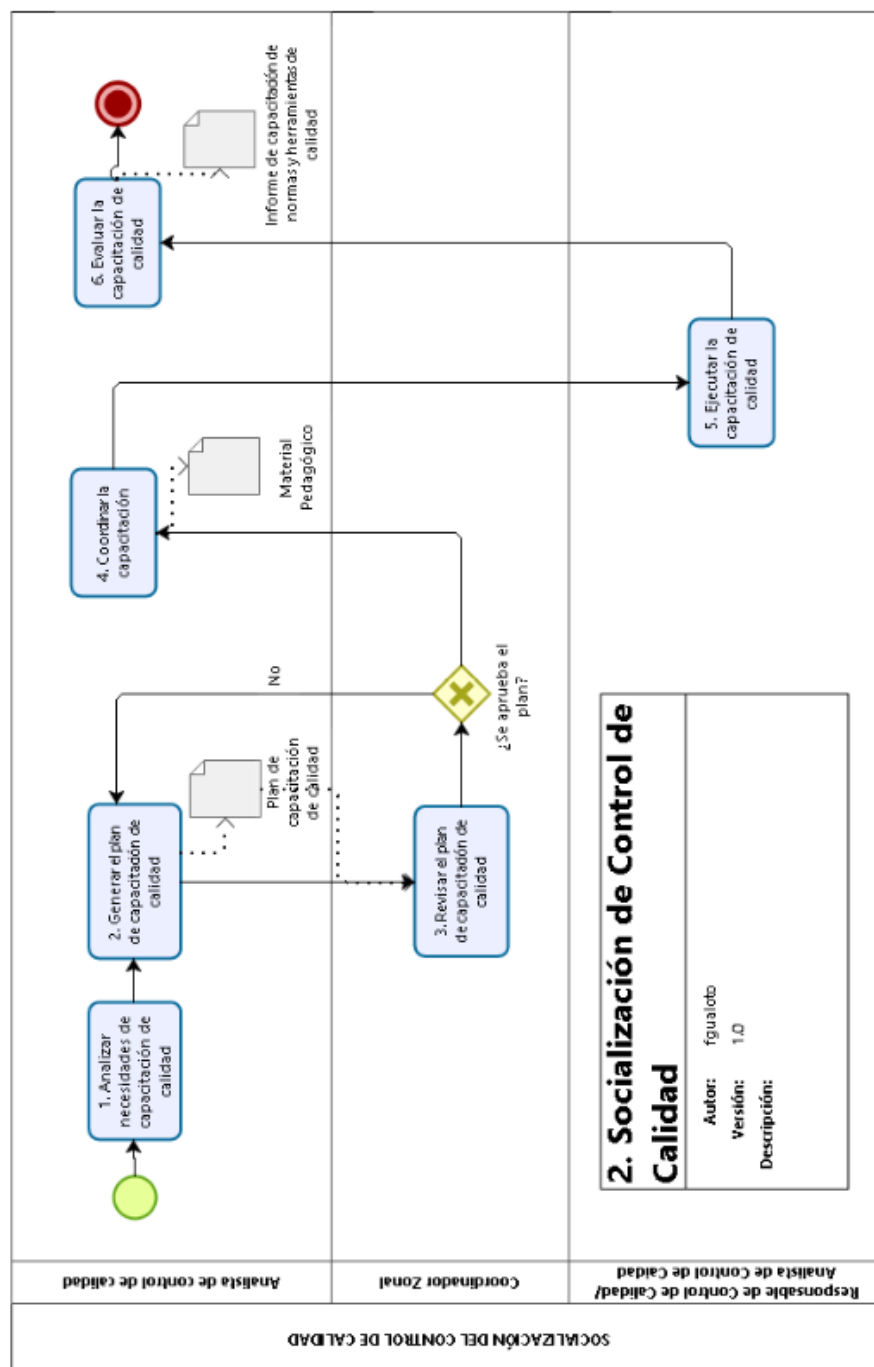 SOCIALIZACIÓN DEL CONTROL DE CALIDAD
Analista de control de calidad
Coordinador Zonal
Responsable de Control de Calidad/
Analista de Control de Caidad
1. Analizar
necesidades de
capacitación de
calidad
2. Generar el plan
de capacitación de
calidad
Plan de
capacitación
de calidad
3. Revisar el plan
de capacitación de
calidad
¿Se aprueba el
plan?
No
4. Coordinar la
capacitación
Material
Pedagógico
5. Ejecutar la
capacitación de
calidad
6. Evaluar la
capacitación de
calidad
Informe de capacitación de
normas y herramientas de
calidad
2. Socialización de Control de
Calidad
Autor: fgualoto
Versión: 1.0
Descripción: